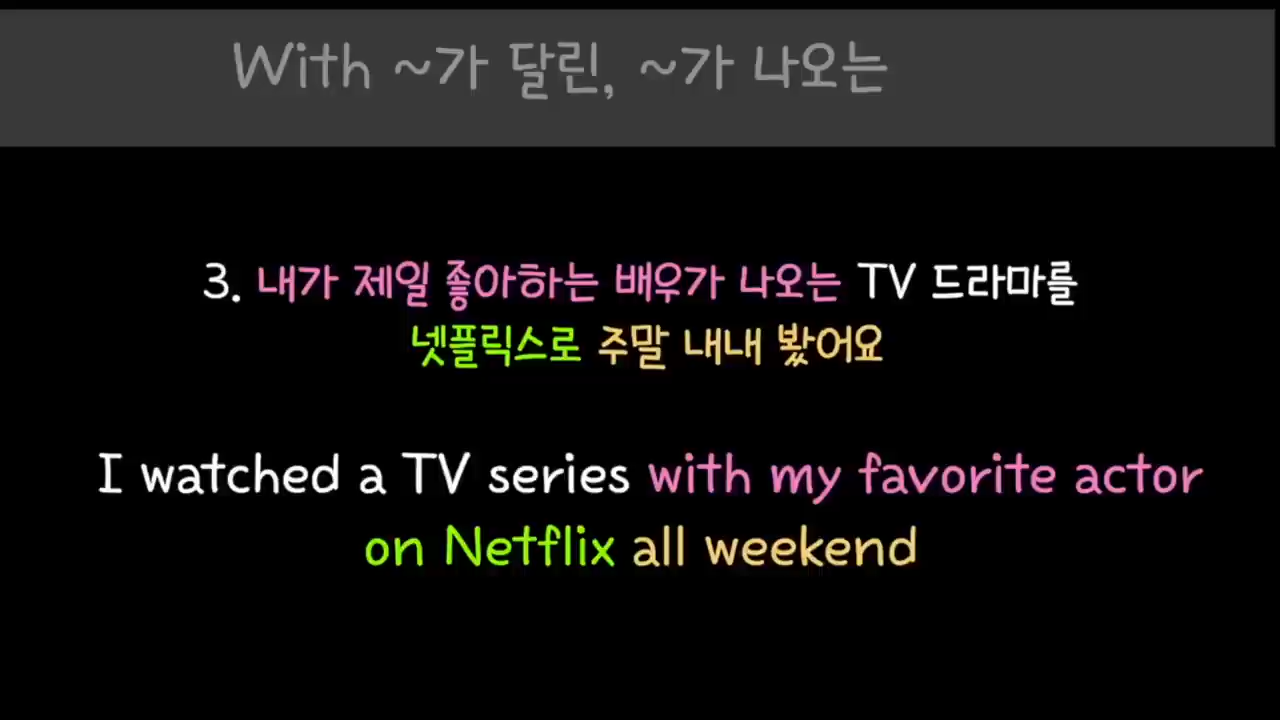 With ~가 달린, ~가 나오는
3. 내가 제일 좋아하는 배우가 나오는 TV 드라마를
넷플릭스로 주말 내내 봤어요
I watched a TV series with my favorite actor
on Netflix all weekend